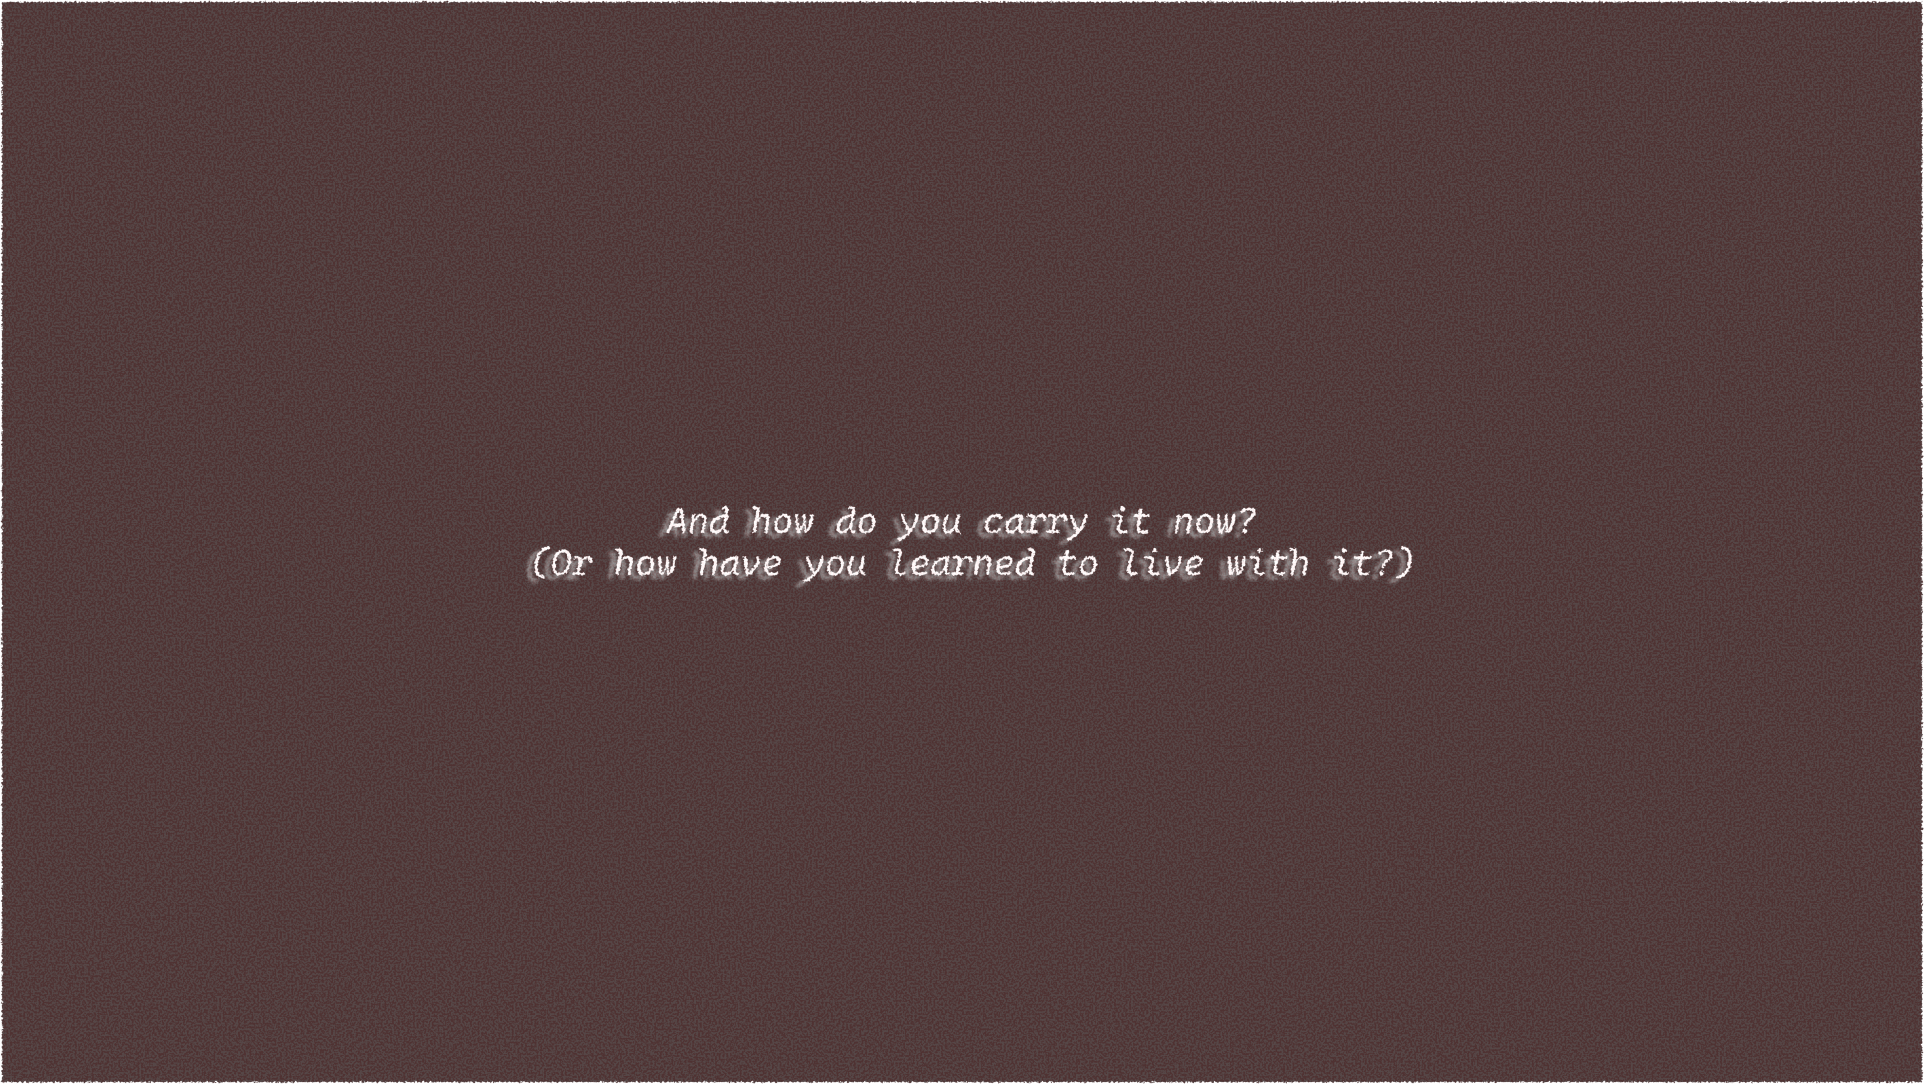 And how do you carry it now?
(Or how have you learned to live with it?)